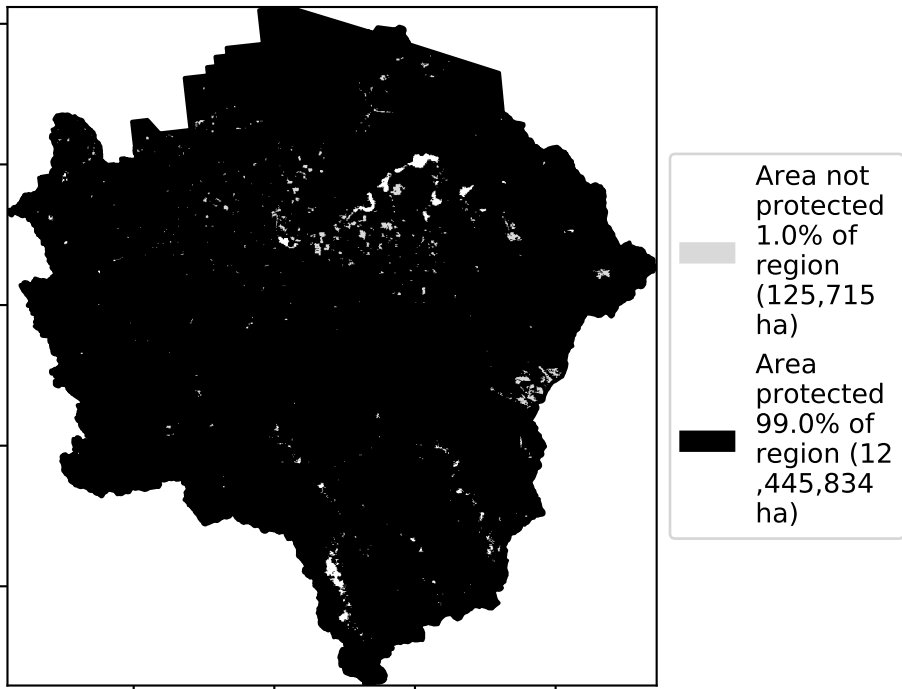 Area not
protected
1.0% of
region
(125,715
ha)
Area
protected
99.0% of
region (12
,445,834
ha)